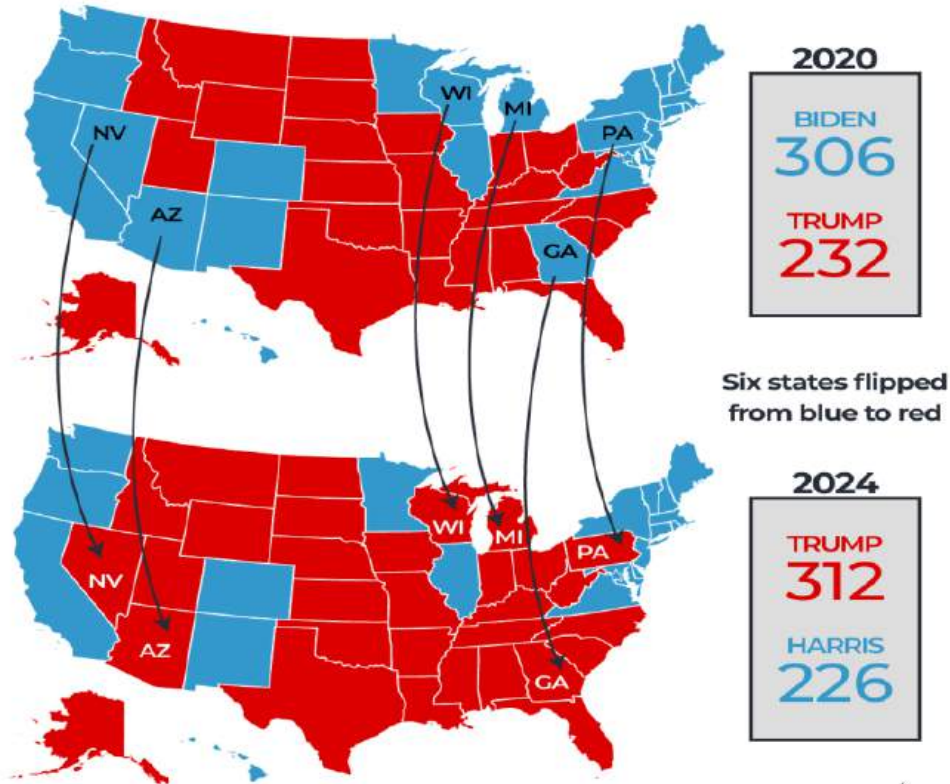 WI
MI
NV
PA
AZ
GA
2020
BIDEN
306
TRUMP
232
Six states flipped
from blue to red
2024
TRUMP
312
HARRIS
226
WI
MI
PA
NV
AZ
GA